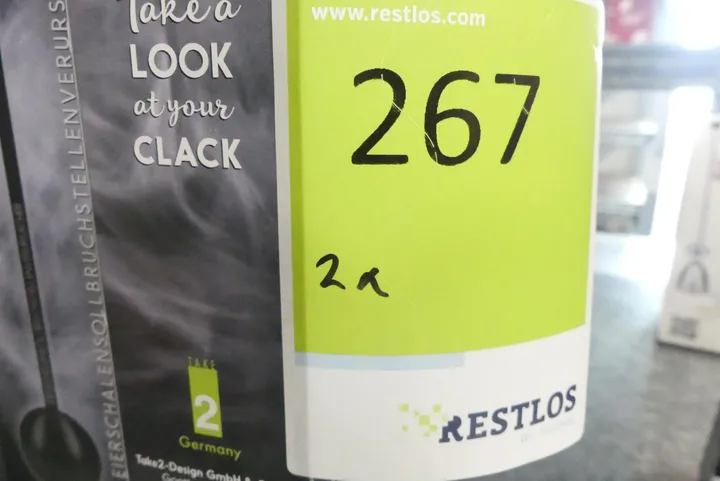 EIERSCHALENSOLLBRUCHSTELLENVERURS
Take a
LOOK
at your
CLACK
TAKE
2
Germany
Take2-Design GmbH &
www.restlos.com
267
2x
RESTLOS